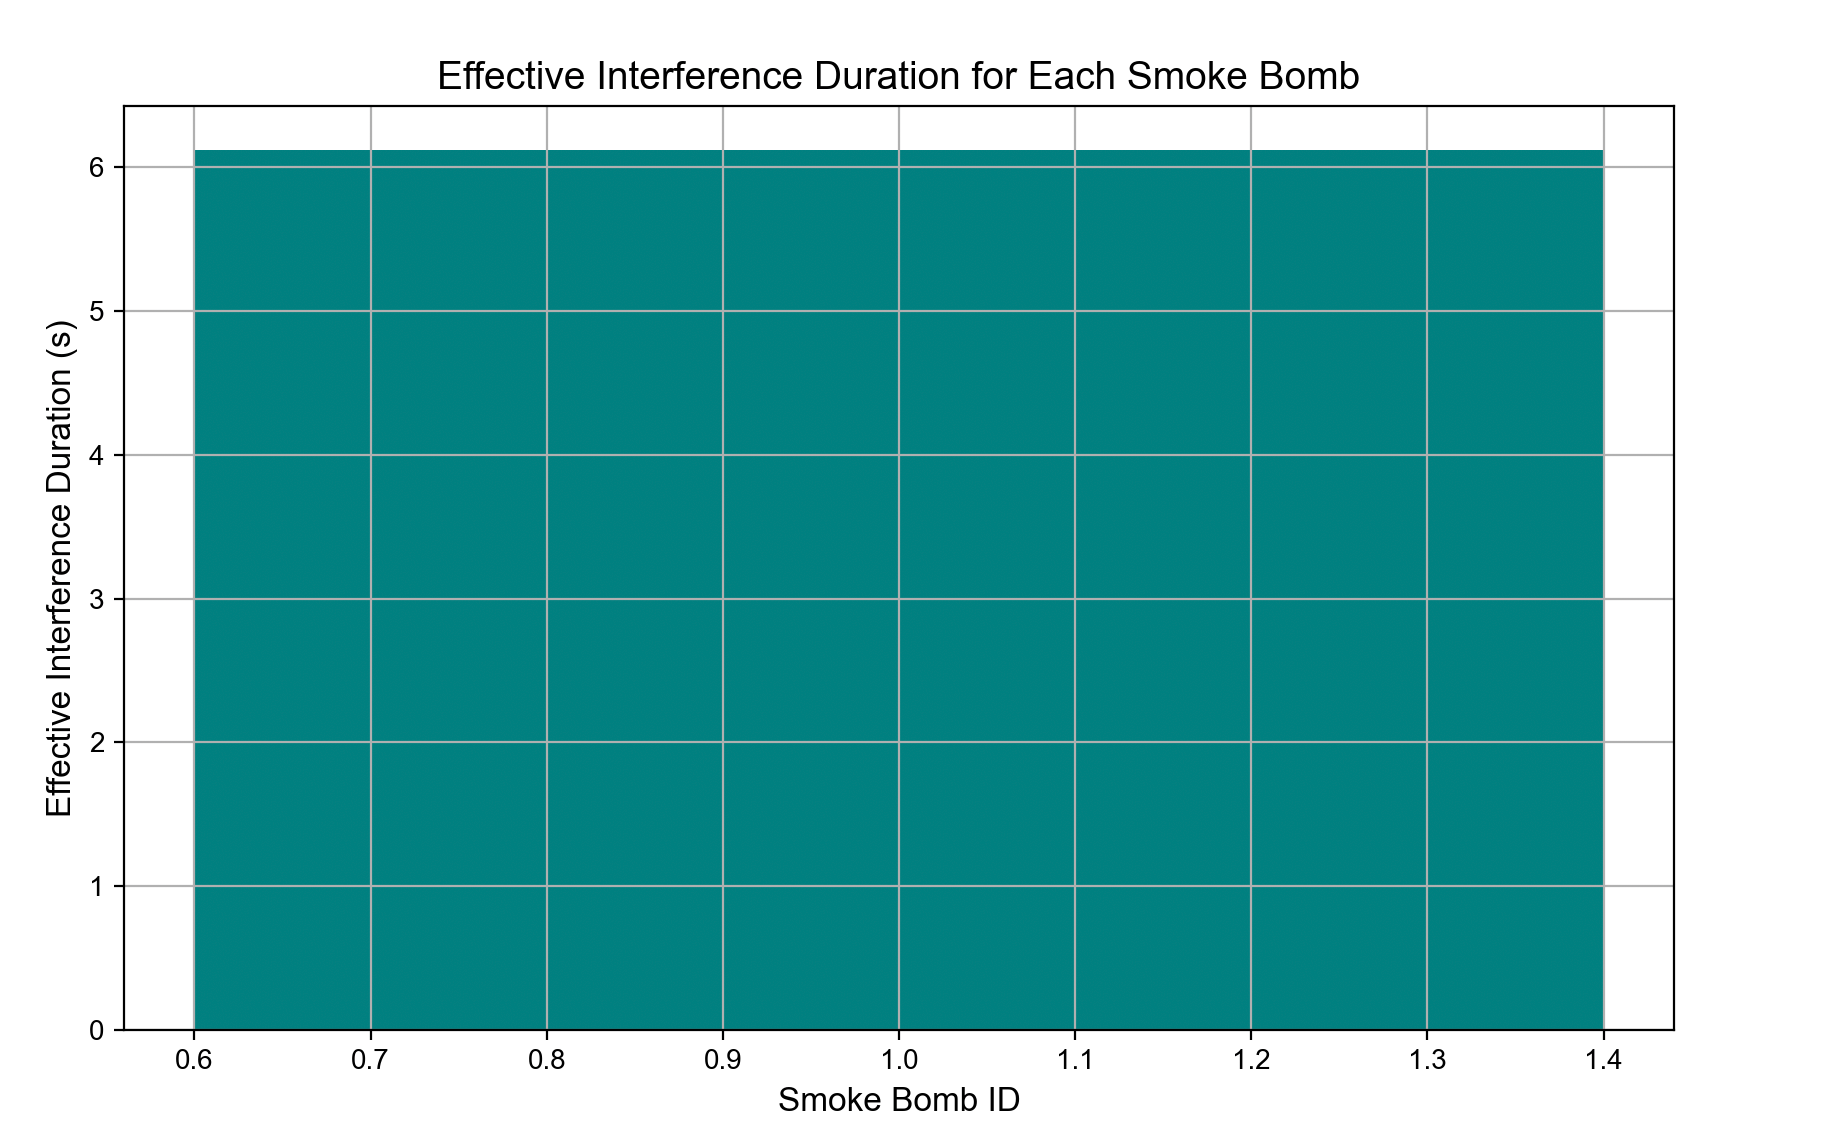 Effective Interference Duration for Each Smoke Bomb
Effective Interference Duration (s)
6
5
4
3
2
1
0
0.6 0.7 0.8 0.9 1.0 1.1 1.2 1.3 1.4
Smoke Bomb ID